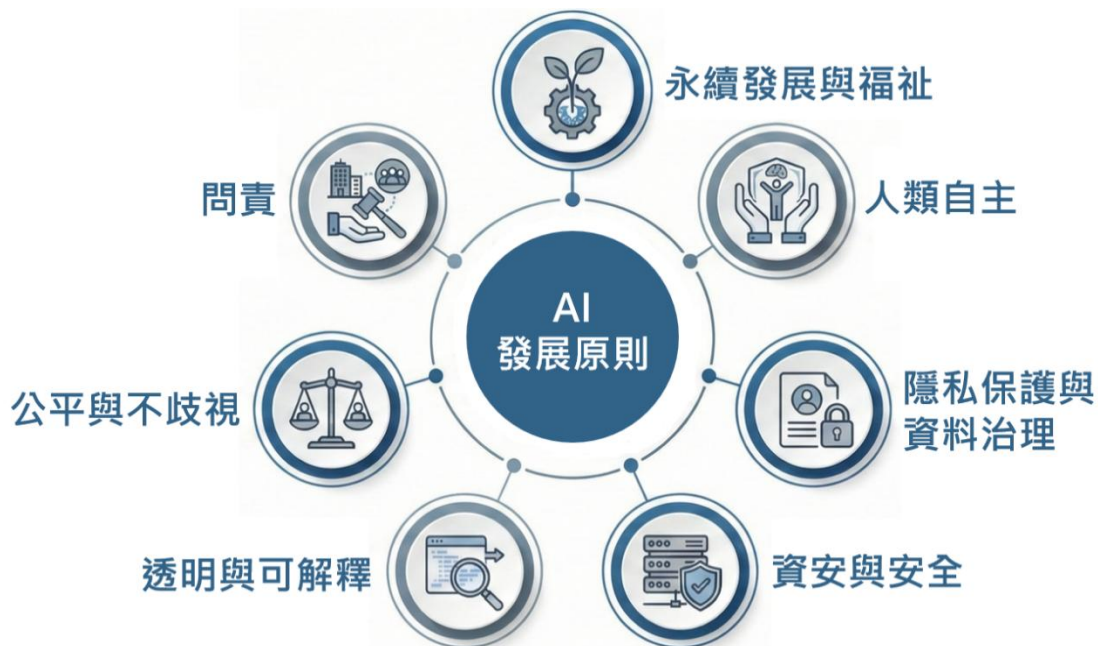 永續發展與福祉
人類自主
隱私保護與
資料治理
資安與安全
透明與可解釋
公平與不歧視
問責
AI
發展原則